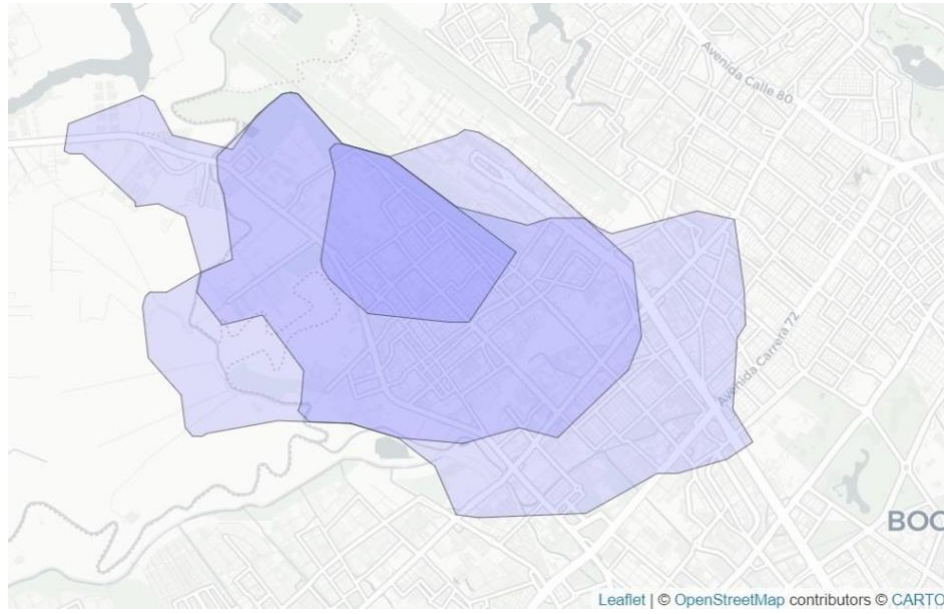 Avenida Calle 80
Avenida Carrera 72
BOG
Leaflet | © OpenStreetMap contributors © CARTO